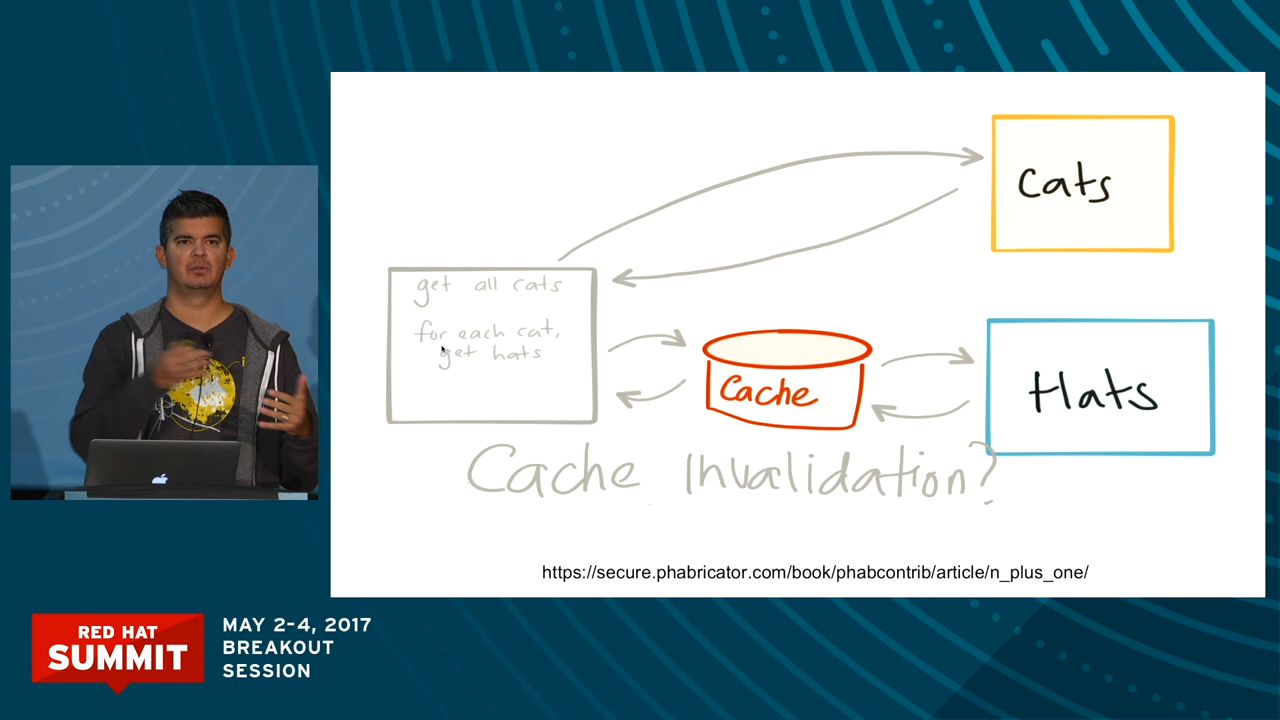 Cats
get all cats
for each cat,
get hats
Cache
Hats
Cache Invalidation?
https://secure.phabricator.com/book/phabcontrib/article/n_plus_one/
RED HAT
SUMMIT
MAY 2-4, 2017
BREAKOUT
SESSION